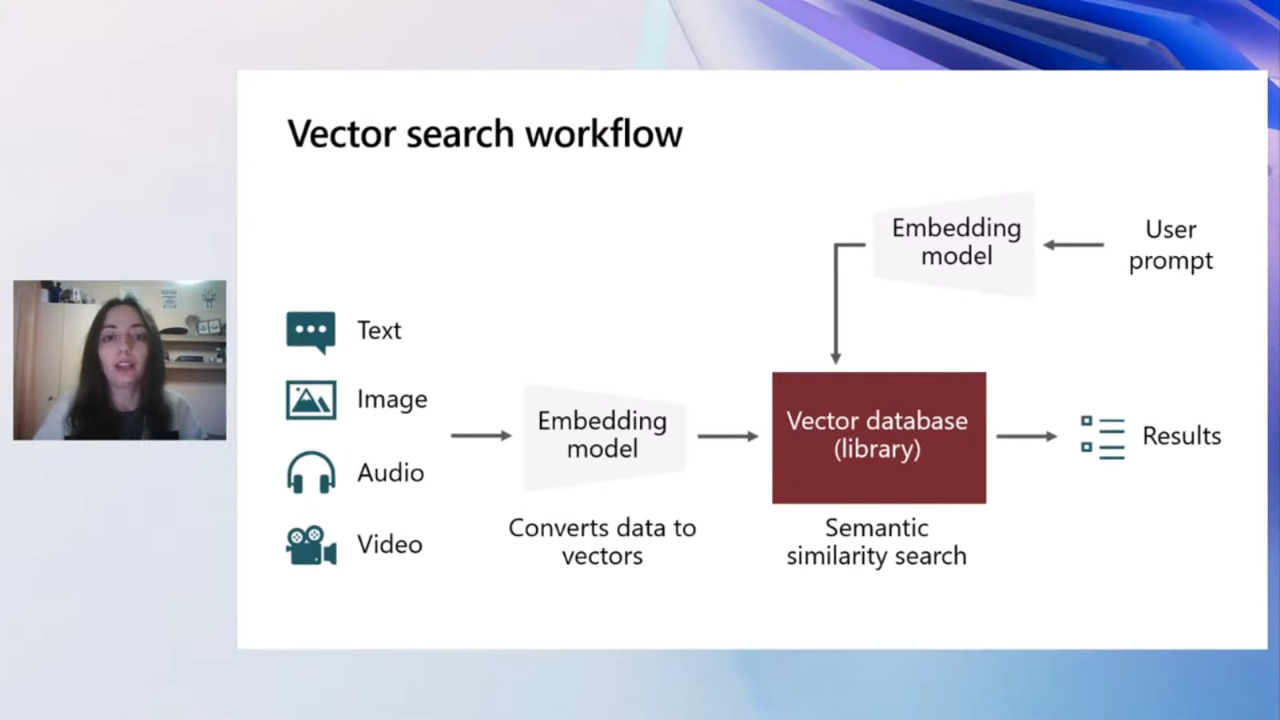 Vector search workflow
Embedding
model
User
prompt
Text
Image
Audio
Video
Embedding
model
Converts data to
vectors
Vector database
(library)
Semantic
similarity search
Results